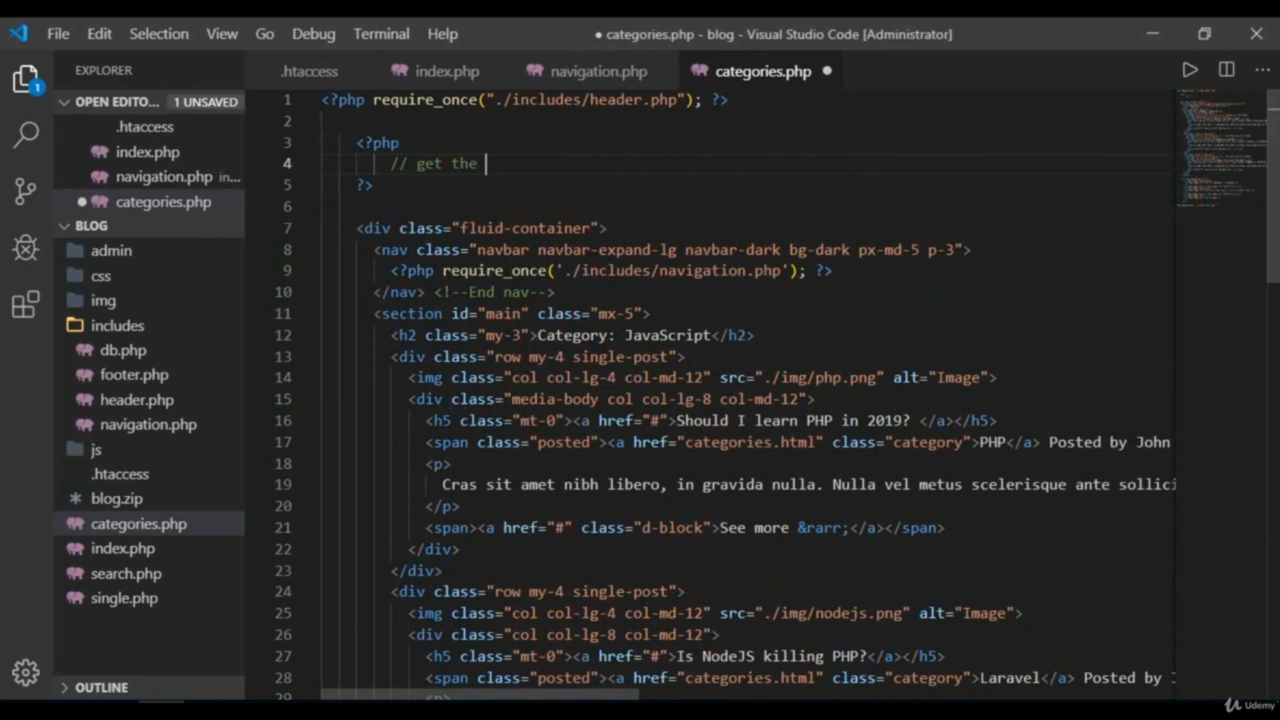 File Edit Selection View Go Debug Terminal Help ● categories.php - blog - Visual Studio Code [Administrator]
EXPLORER
.htaccess index.php navigation.php categories.php
OPEN EDITO... 1 UNSAVED
.htaccess
index.php
navigation.php in...
categories.php
BLOG
admin
css
img
includes
db.php
footer.php
header.php
navigation.php
js
.htaccess
blog.zip
categories.php
index.php
search.php
single.php
OUTLINE
1
1 <?php require_once("./includes/header.php"); ?>
2
3 <?php
4 // get the
5 ?>
6
7 <div class="fluid-container">
8 <nav class="navbar navbar-expand-lg navbar-dark bg-dark px-md-5 p-3">
9 <?php require_once('./includes/navigation.php'); ?>
10 </nav> <!--End nav-->
11 <section id="main" class="mx-5">
12 <h2 class="my-3">Category: JavaScript</h2>
13 <div class="row my-4 single-post">
14 <img class="col col-lg-4 col-md-12" src="./img/php.png" alt="Image">
15 <div class="media-body col col-lg-8 col-md-12">
16 <h5 class="mt-0"><a href="#">Should I learn PHP in 2019? </a></h5>
17 <span class="posted"><a href="categories.html" class="category">PHP</a> Posted by John
18 <p>
19 Cras sit amet nibh libero, in gravida nulla. Nulla vel metus scelerisque ante sollici
20 </p>
21 <span><a href="#" class="d-block">See more &rarr;</a></span>
22 </div>
23 </div>
24 <div class="row my-4 single-post">
25 <img class="col col-lg-4 col-md-12" src="./img/nodejs.png" alt="Image">
26 <div class="col col-lg-8 col-md-12">
27 <h5 class="mt-0"><a href="#">Is NodeJS killing PHP?</a></h5>
28 <span class="posted"><a href="categories.html" class="category">Laravel</a> Posted by
29 <p>
Udemy